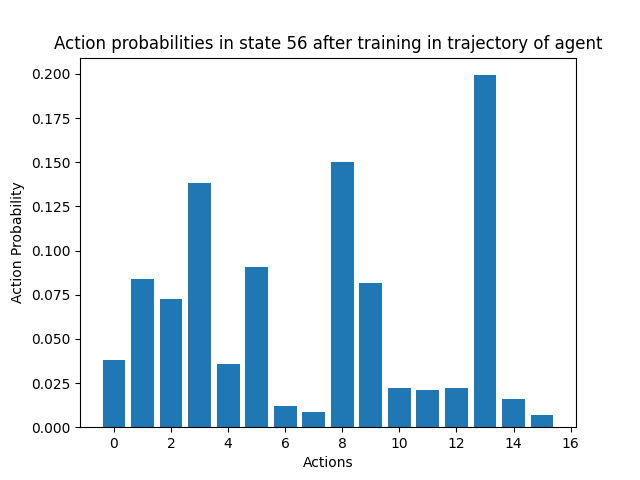 Action probabilities in state 56 after training in trajectory of agent
0.200
0.175
0.150
0.125
0.100
0.075
0.050
0.025
0.000
Action Probability
0 2 4 6 8 10 12 14 16
Actions